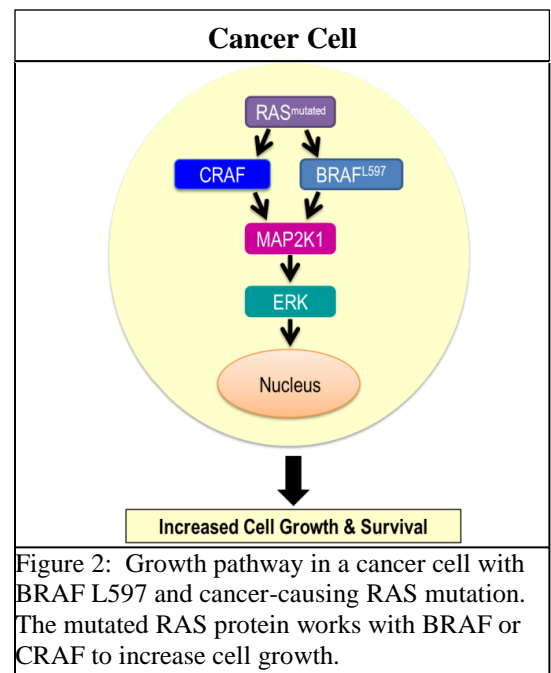 Cancer Cell
RASmutated
CRAF BRAFL597
MAP2K1
ERK
Nucleus
Increased Cell Growth & Survival
Figure 2: Growth pathway in a cancer cell with
BRAF L597 and cancer-causing RAS mutation.
The mutated RAS protein works with BRAF or
CRAF to increase cell growth.